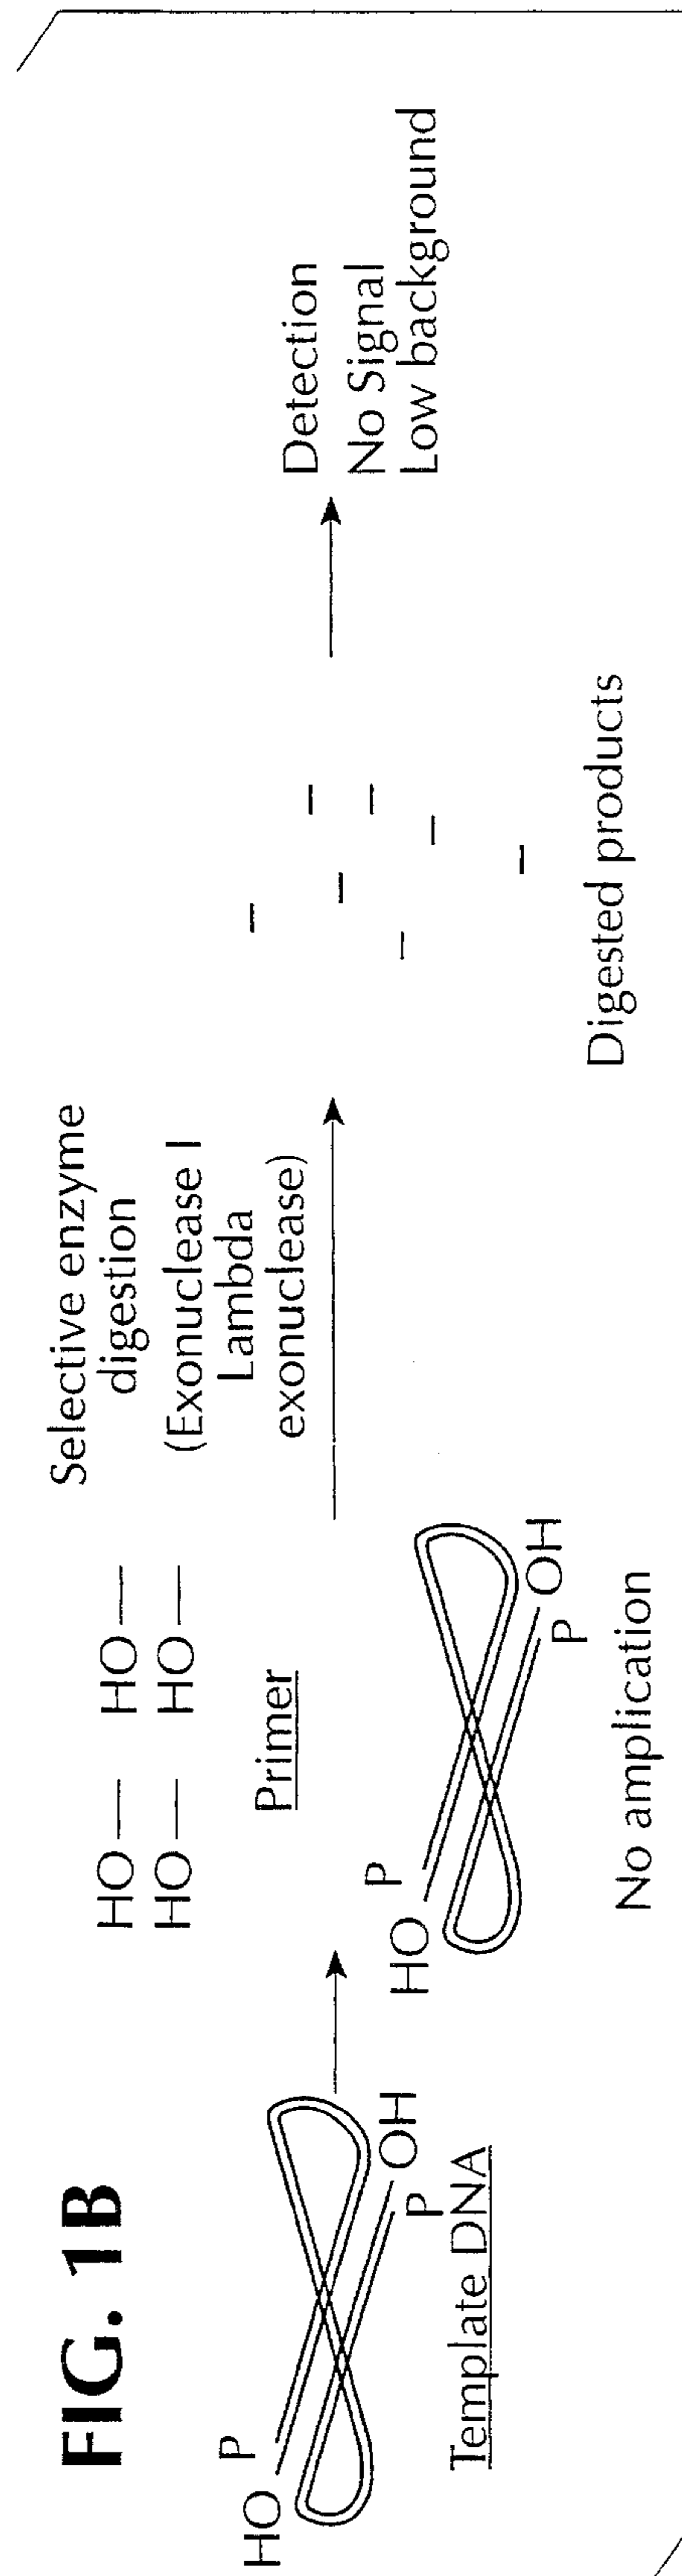 FIG. 1B
HO P
OH
P
Template DNA
HO— HO—
HO— HO—
Primer
HO P
OH
P
No amplication
Selective enzyme
digestion
(Exonuclease I
Lambda
exonuclease)
Digested products
Detection
No Signal
Low background